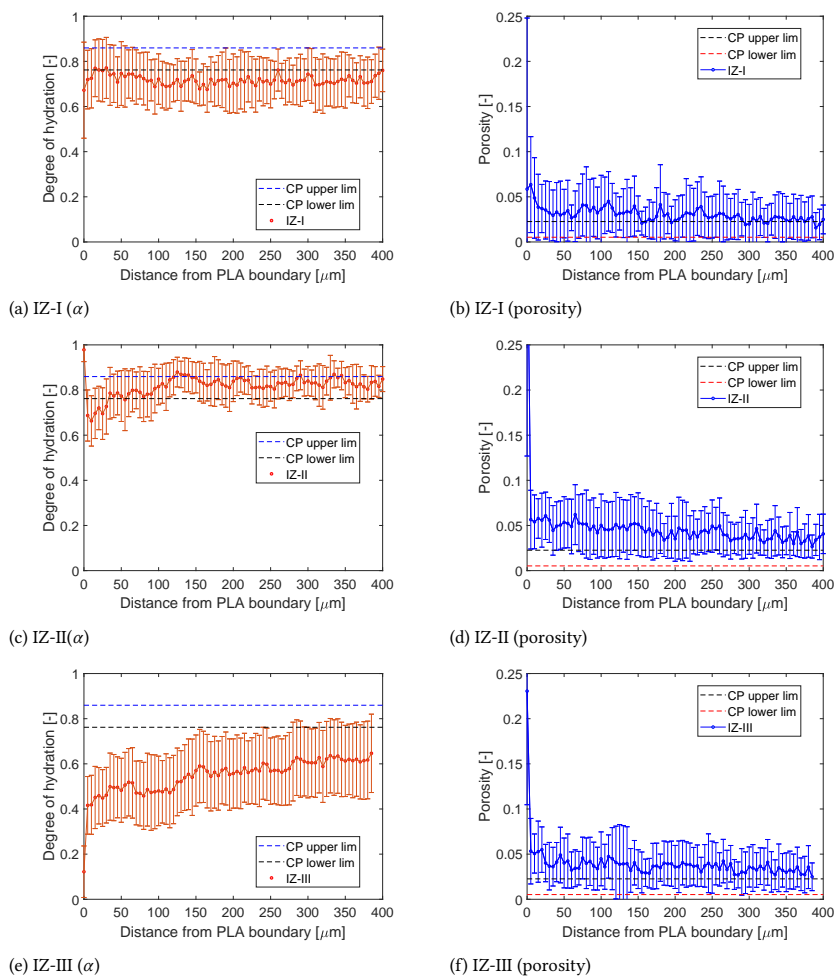 1
0.8
0.6
0.4
0.2
0
Degree of hydration [-]
CP upper lim
CP lower lim
IZ-I
0 50 100 150 200 250 300 350 400
Distance from PLA boundary [μm]
(a) IZ-I (α)
0.25
0.2
0.15
0.1
0.05
0
Porosity [-]
CP upper lim
CP lower lim
IZ-I
0 50 100 150 200 250 300 350 400
Distance from PLA boundary [μm]
(b) IZ-I (porosity)
1
0.8
0.6
0.4
0.2
0
Degree of hydration [-]
CP upper lim
CP lower lim
IZ-II
0 50 100 150 200 250 300 350 400
Distance from PLA boundary [μm]
(c) IZ-II(α)
0.25
0.2
0.15
0.1
0.05
0
Porosity [-]
CP upper lim
CP lower lim
IZ-II
0 50 100 150 200 250 300 350 400
Distance from PLA boundary [μm]
(d) IZ-II (porosity)
1
0.8
0.6
0.4
0.2
0
Degree of hydration [-]
CP upper lim
CP lower lim
IZ-III
0 50 100 150 200 250 300 350 400
Distance from PLA boundary [μm]
(e) IZ-III (α)
0.25
0.2
0.15
0.1
0.05
0
Porosity [-]
CP upper lim
CP lower lim
IZ-III
0 50 100 150 200 250 300 350 400
Distance from PLA boundary [μm]
(f) IZ-III (porosity)